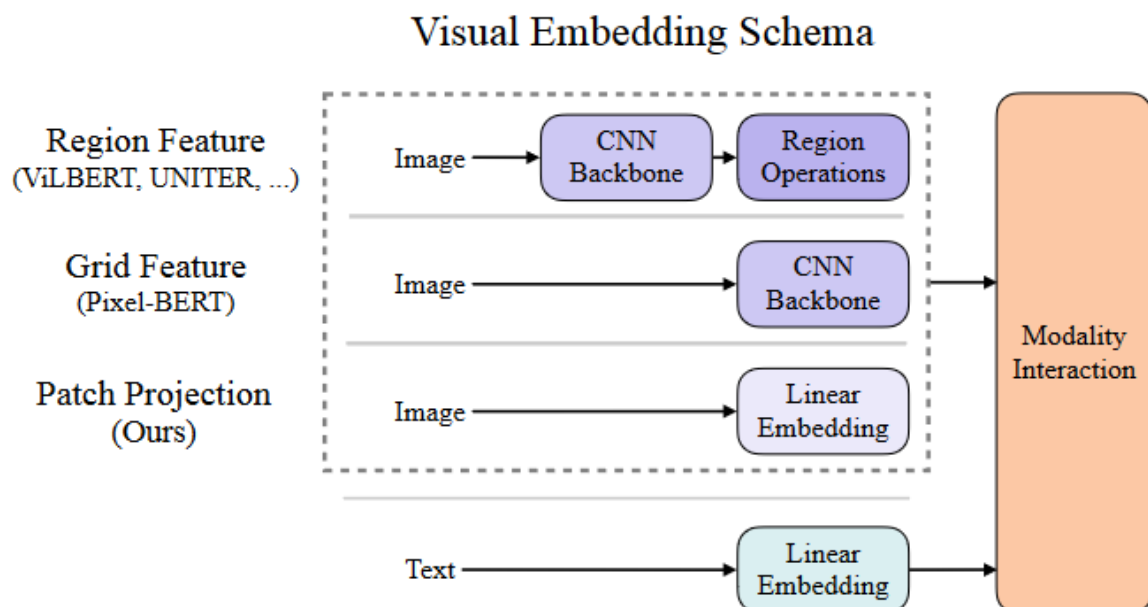 Visual Embedding Schema
Region Feature
(ViLBERT, UNITER, ...)
Image
CNN
Backbone
Region
Operations
Grid Feature
(Pixel-BERT)
Image
CNN
Backbone
Patch Projection
(Ours)
Image
Linear
Embedding
Text
Linear
Embedding
Modality
Interaction